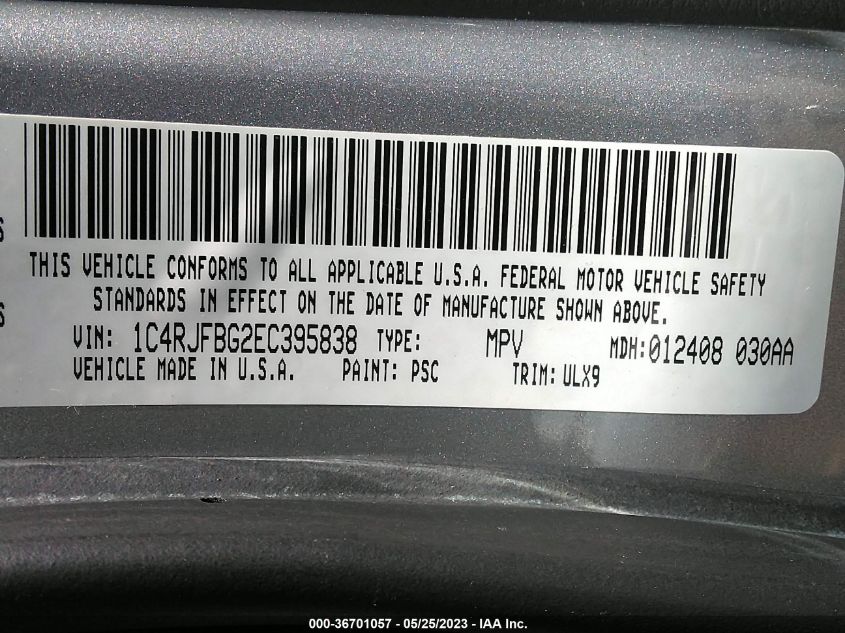 THIS VEHICLE CONFORMS TO ALL APPLICABLE U.S.A. FEDERAL MOTOR VEHICLE SAFETY
STANDARDS IN EFFECT ON THE DATE OF MANUFACTURE SHOWN ABOVE.
VIN: 1C4RJFBG2EC395838 TYPE: MPV MDH:012408 030AA
VEHICLE MADE IN U.S.A. PAINT: PSC TRIM: ULX9
000-36701057 - 05/25/2023 - IAA Inc.